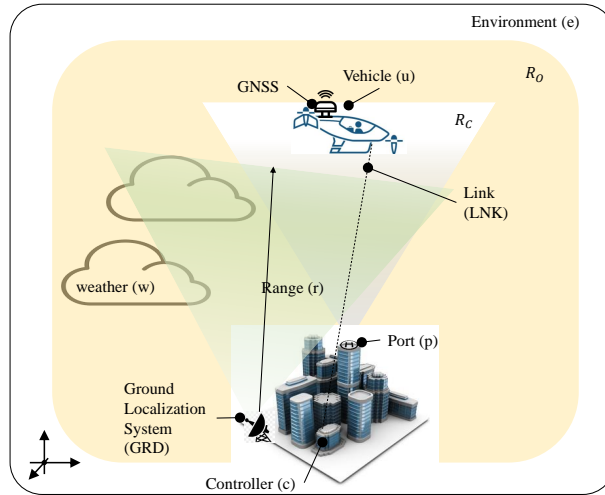 Environment (e)
R_O
Vehicle (u)
GNSS
R_C
Link
(LNK)
weather (w)
Range (r)
Port (p)
Ground
Localization
System
(GRD)
Controller (c)